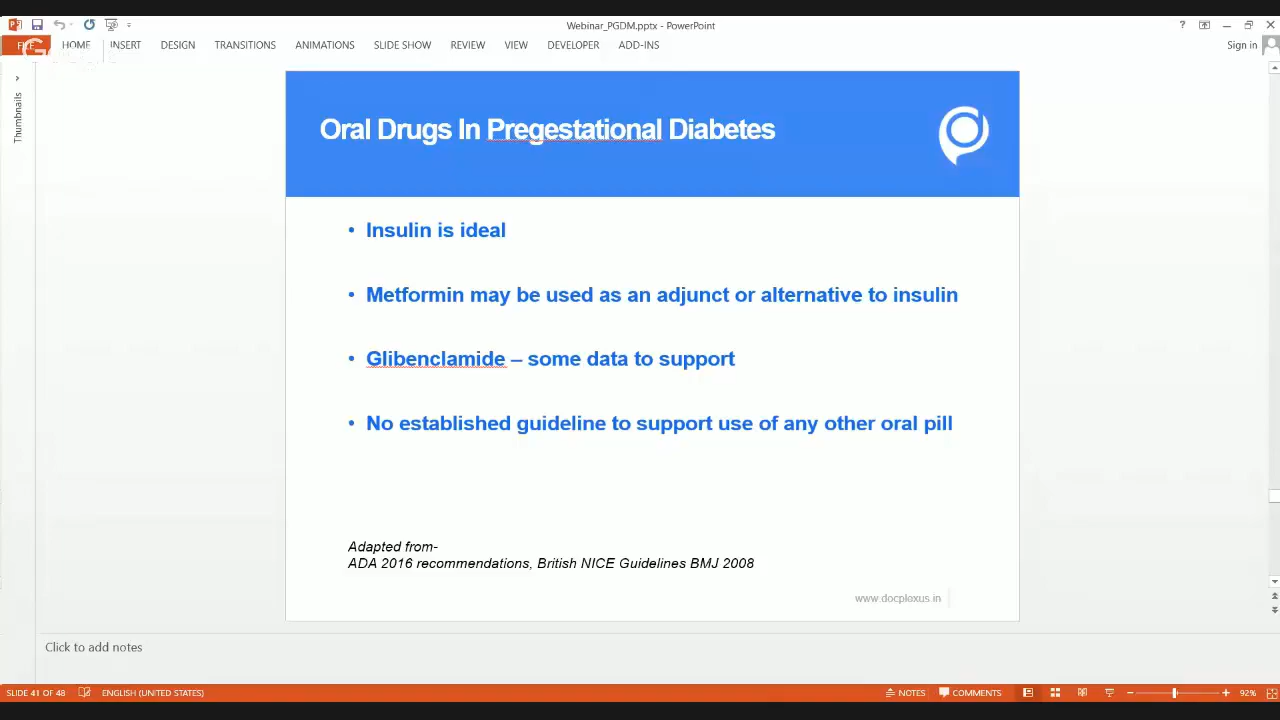 Webinar_PGDM.pptx - PowerPoint
?
FILE HOME INSERT DESIGN TRANSITIONS ANIMATIONS SLIDE SHOW REVIEW VIEW DEVELOPER ADD-INS
Sign in
Thumbnails
Oral Drugs In Pregestational Diabetes
• Insulin is ideal
• Metformin may be used as an adjunct or alternative to insulin
• Glibenclamide – some data to support
• No established guideline to support use of any other oral pill
Adapted from-
ADA 2016 recommendations, British NICE Guidelines BMJ 2008
www.docplexus.in
Click to add notes
SLIDE 41 OF 48 ENGLISH (UNITED STATES) NOTES COMMENTS 92%